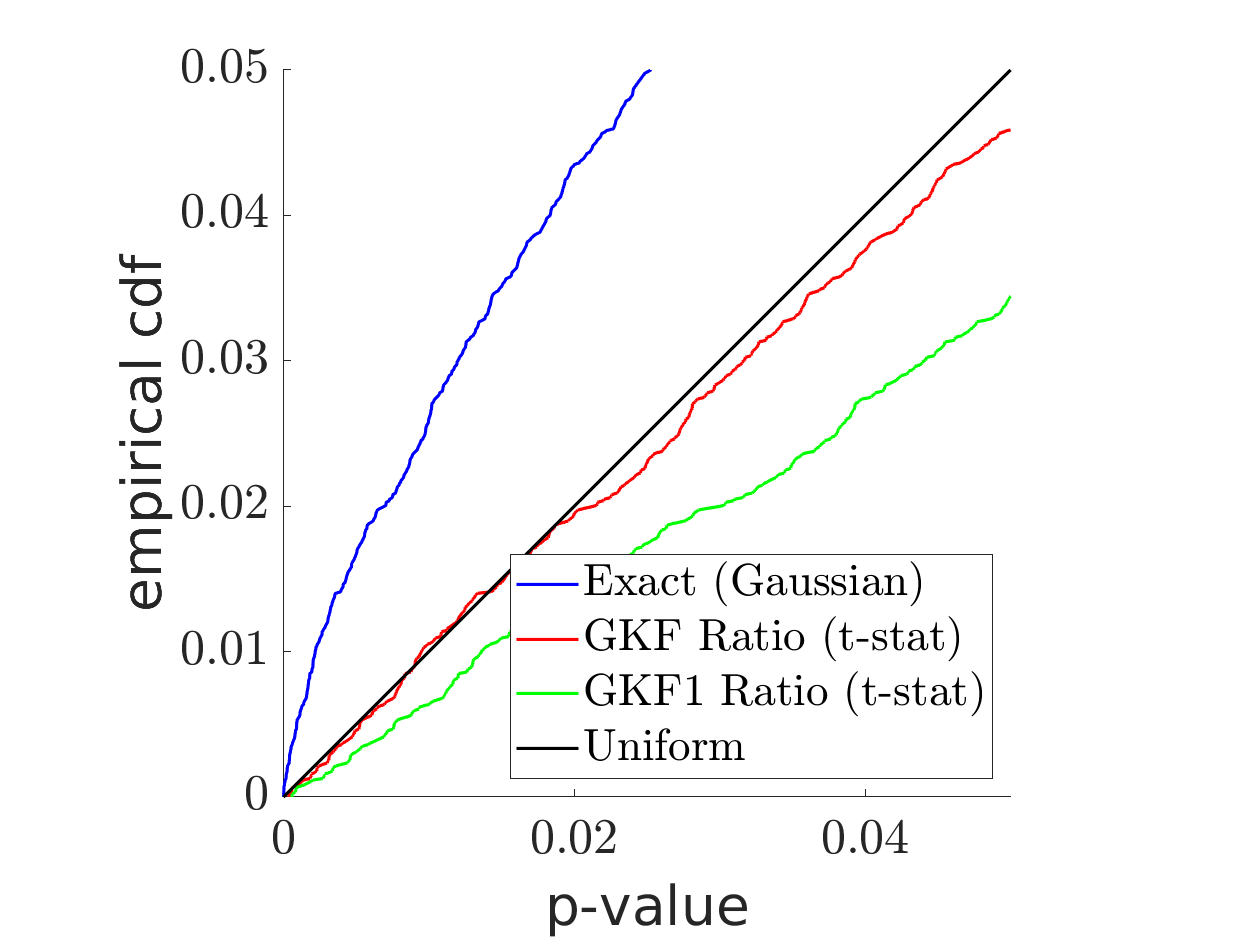 0.05
0.04
0.03
0.02
0.01
0
empirical cdf
Exact (Gaussian)
GKF Ratio (t-stat)
GKF1 Ratio (t-stat)
Uniform
0
0.02
0.04
p-value